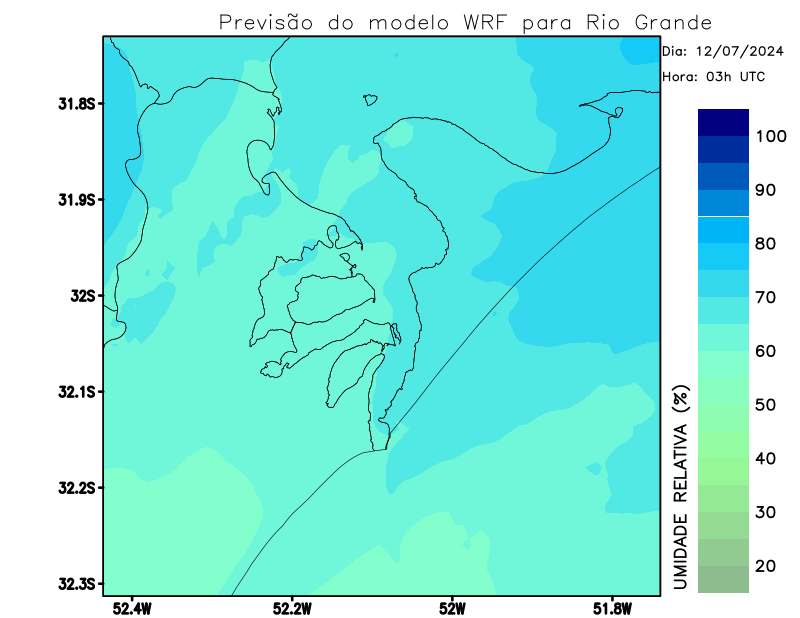 Previsão do modelo WRF para Rio Grande
Dia: 12/07/2024
Hora: 03h UTC
31.8S
31.9S
32S
32.1S
32.2S
32.3S
52.4W
52.2W
52W
51.8W
100
90
80
70
60
50
40
30
20
UMIDADE RELATIVA (%)